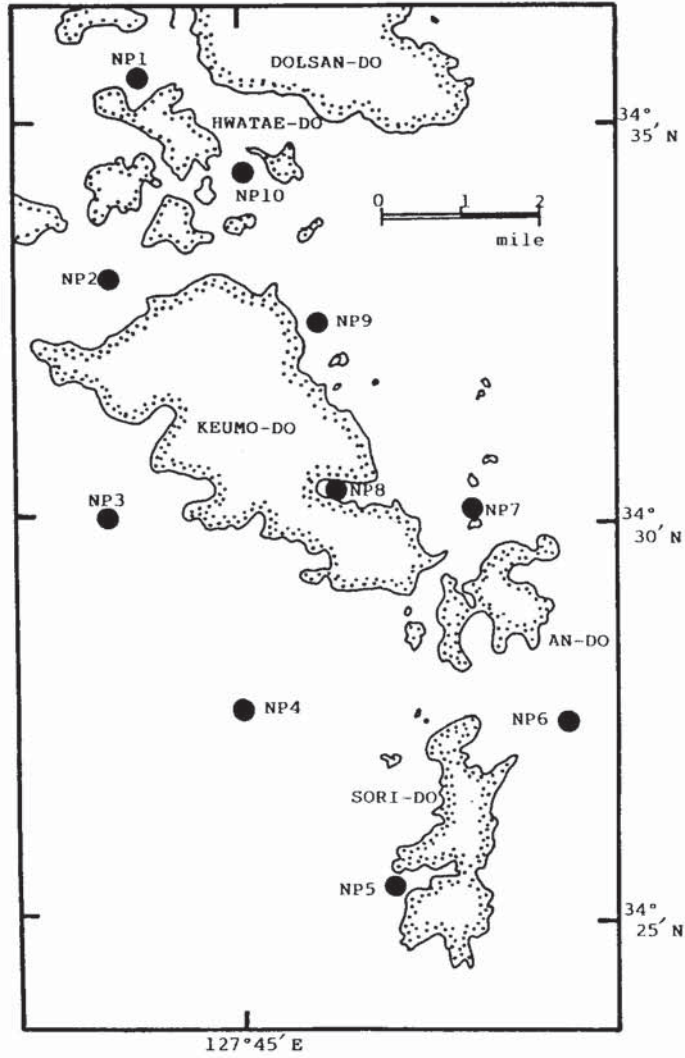 NP1
DOLSAN-DO
HWATAE-DO
34°
35′N
NP10
0 1 2
mile
NP2
NP9
KEUMO-DO
NP8
NP3
NP7
34°
30′N
AN-DO
NP4
NP6
SORI-DO
NP5
34°
25′N
127°45′E